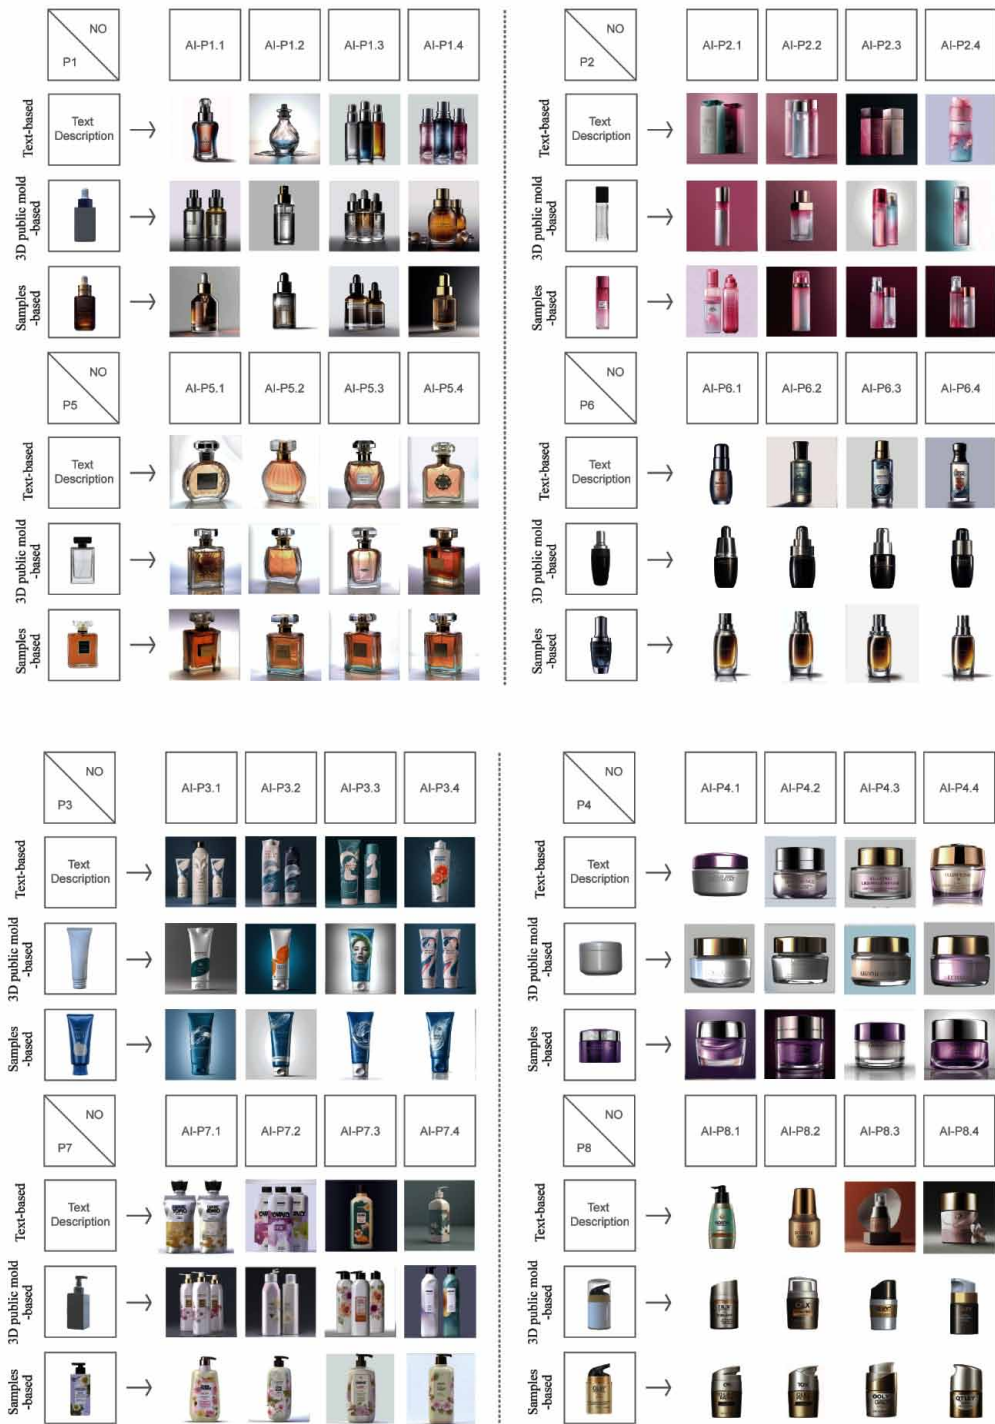 NO
P1
AI-P1.1
AI-P1.2
AI-P1.3
AI-P1.4
Text-based
Text
Description
3D public mold
-based
Samples
-based
NO
P2
AI-P2.1
AI-P2.2
AI-P2.3
AI-P2.4
Text-based
Text
Description
3D public mold
-based
Samples
-based
NO
P5
AI-P5.1
AI-P5.2
AI-P5.3
AI-P5.4
Text-based
Text
Description
3D public mold
-based
Samples
-based
NO
P6
AI-P6.1
AI-P6.2
AI-P6.3
AI-P6.4
Text-based
Text
Description
3D public mold
-based
Samples
-based
NO
P3
AI-P3.1
AI-P3.2
AI-P3.3
AI-P3.4
Text-based
Text
Description
3D public mold
-based
Samples
-based
NO
P4
AI-P4.1
AI-P4.2
AI-P4.3
AI-P4.4
Text-based
Text
Description
3D public mold
-based
Samples
-based
NO
P7
AI-P7.1
AI-P7.2
AI-P7.3
AI-P7.4
Text-based
Text
Description
3D public mold
-based
Samples
-based
NO
P8
AI-P8.1
AI-P8.2
AI-P8.3
AI-P8.4
Text-based
Text
Description
3D public mold
-based
Samples
-based